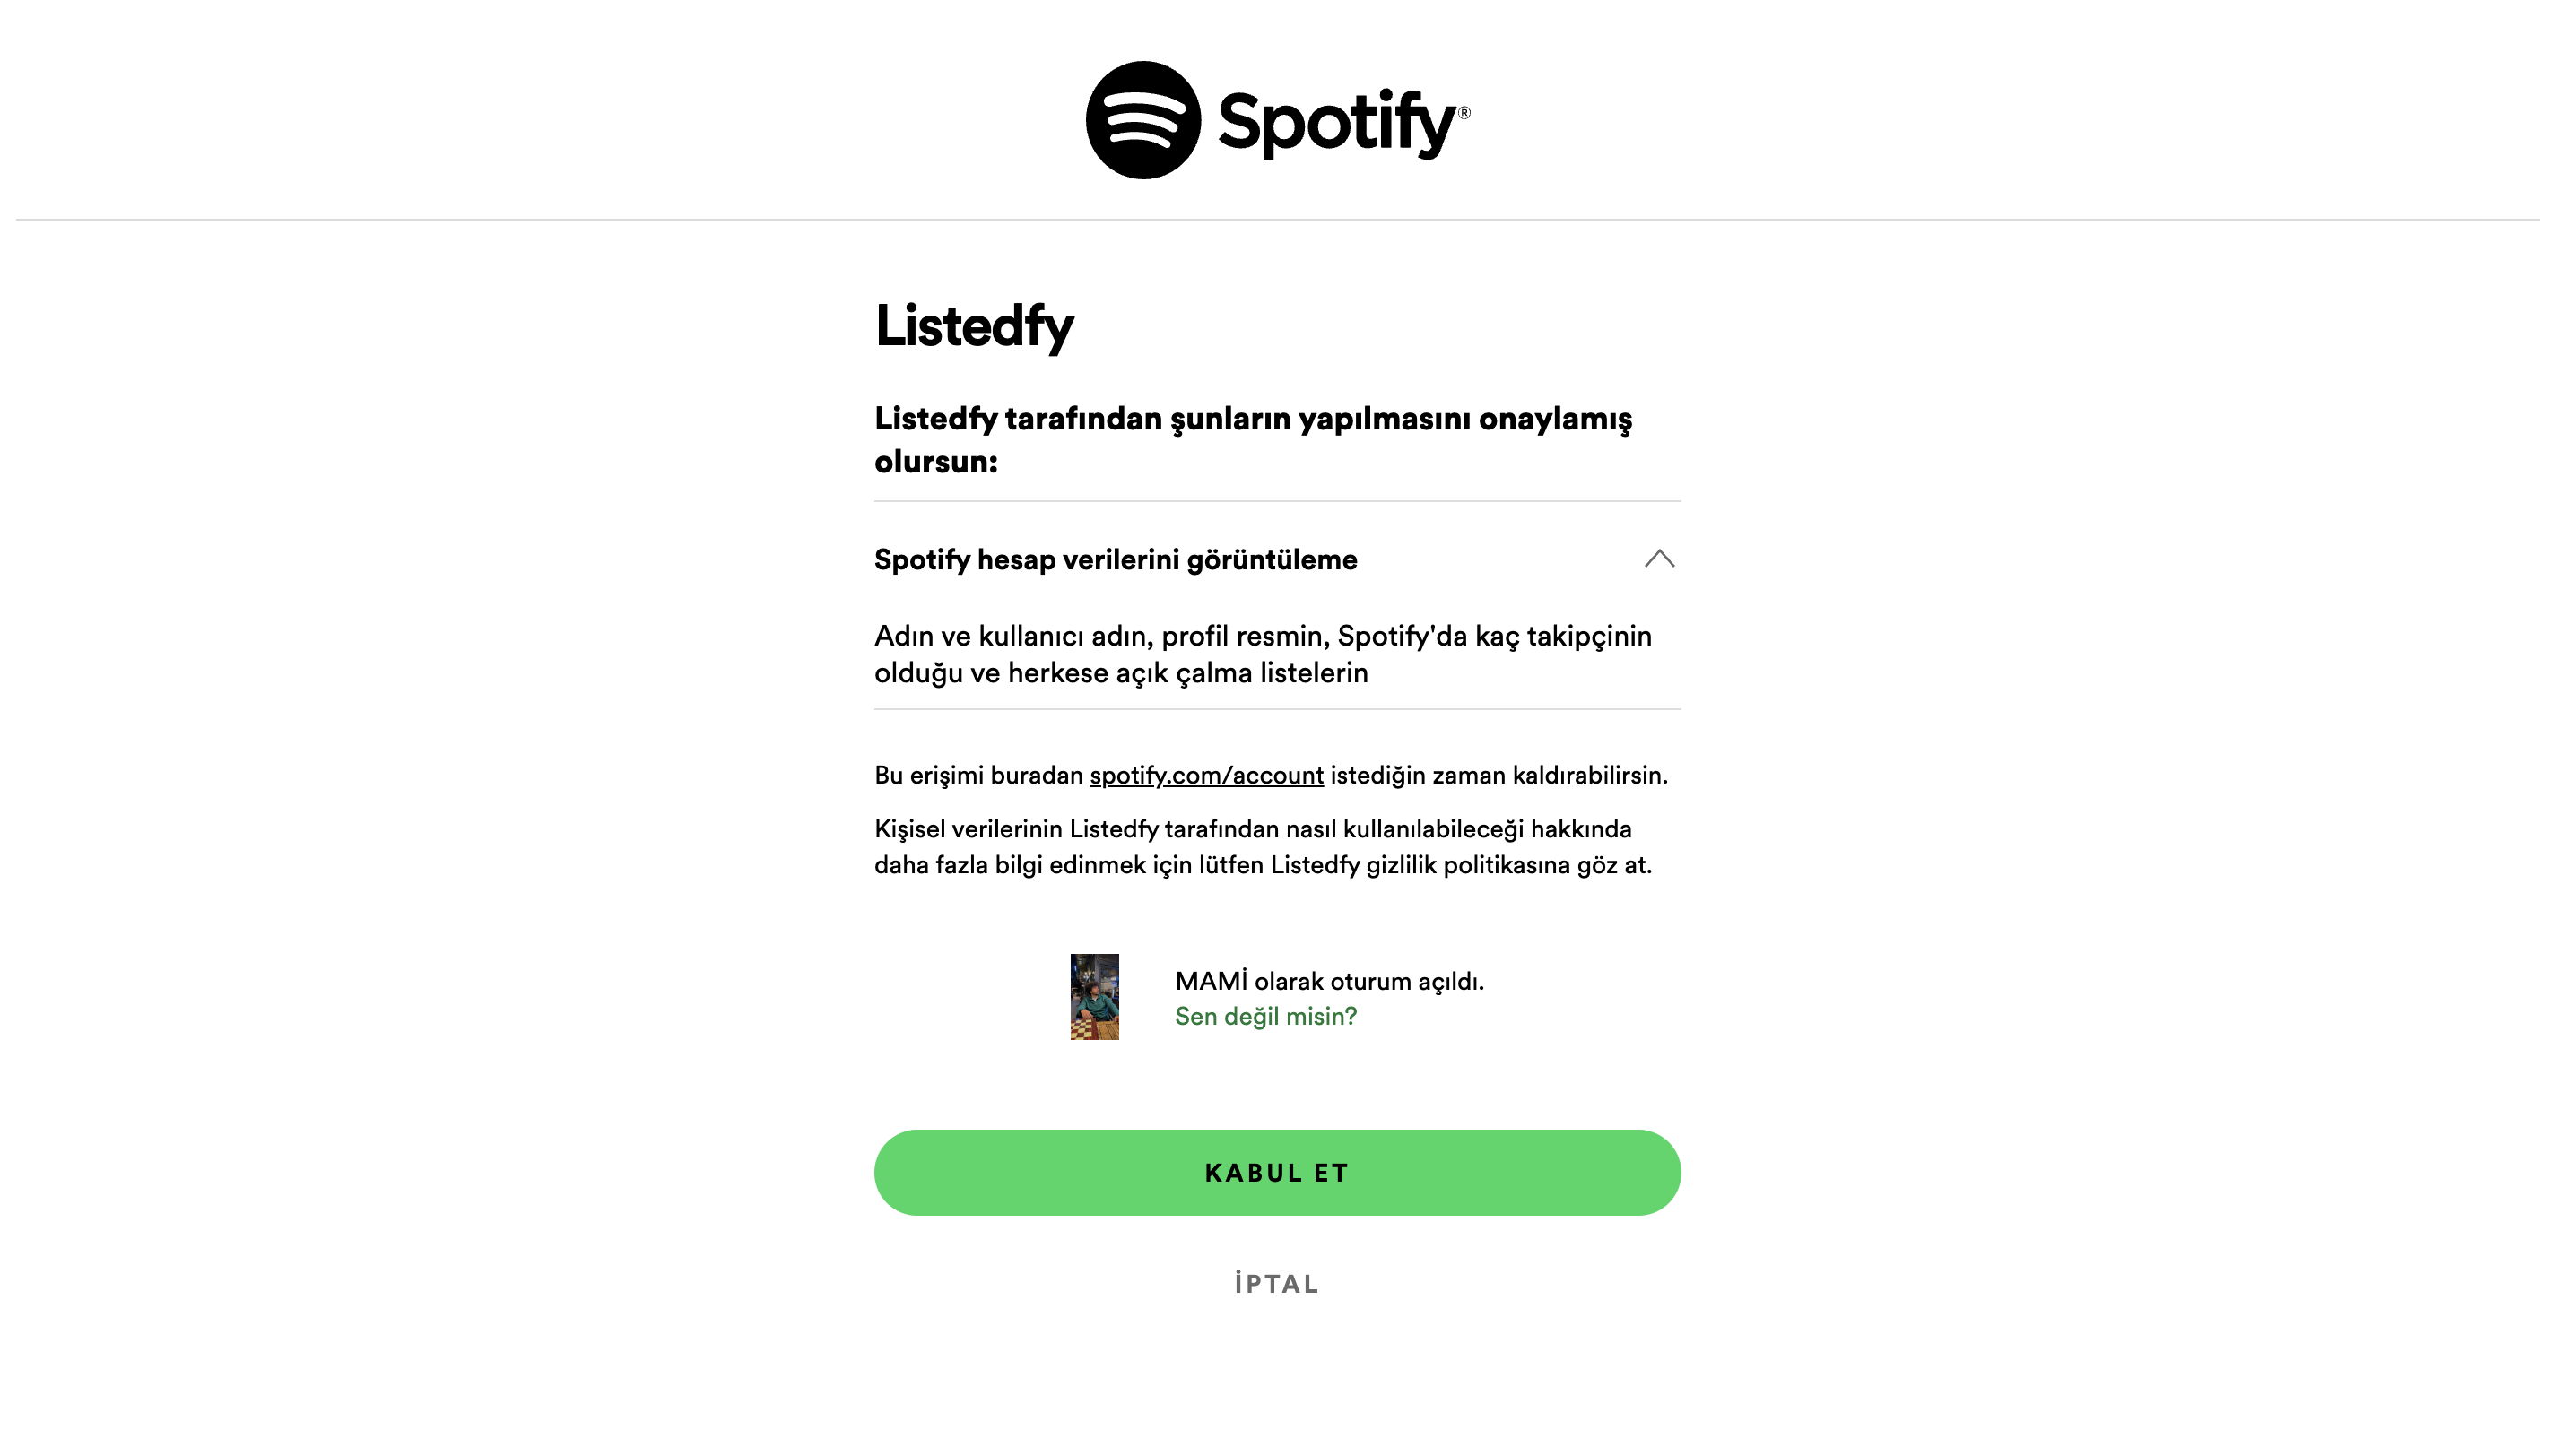 Spotify®
Listedfy
Listedfy tarafından şunların yapılmasını onaylamış
olursun:
Spotify hesap verilerini görüntüleme
Adın ve kullanıcı adın, profil resmin, Spotify'da kaç takipçinin
olduğu ve herkese açık çalma listelerin
Bu erişimi buradan spotify.com/account istediğin zaman kaldırabilirsin.
Kişisel verilerinin Listedfy tarafından nasıl kullanılabileceği hakkında
daha fazla bilgi edinmek için lütfen Listedfy gizlilik politikasına göz at.
MAMİ olarak oturum açıldı.
Sen değil misin?
KABUL ET
İPTAL